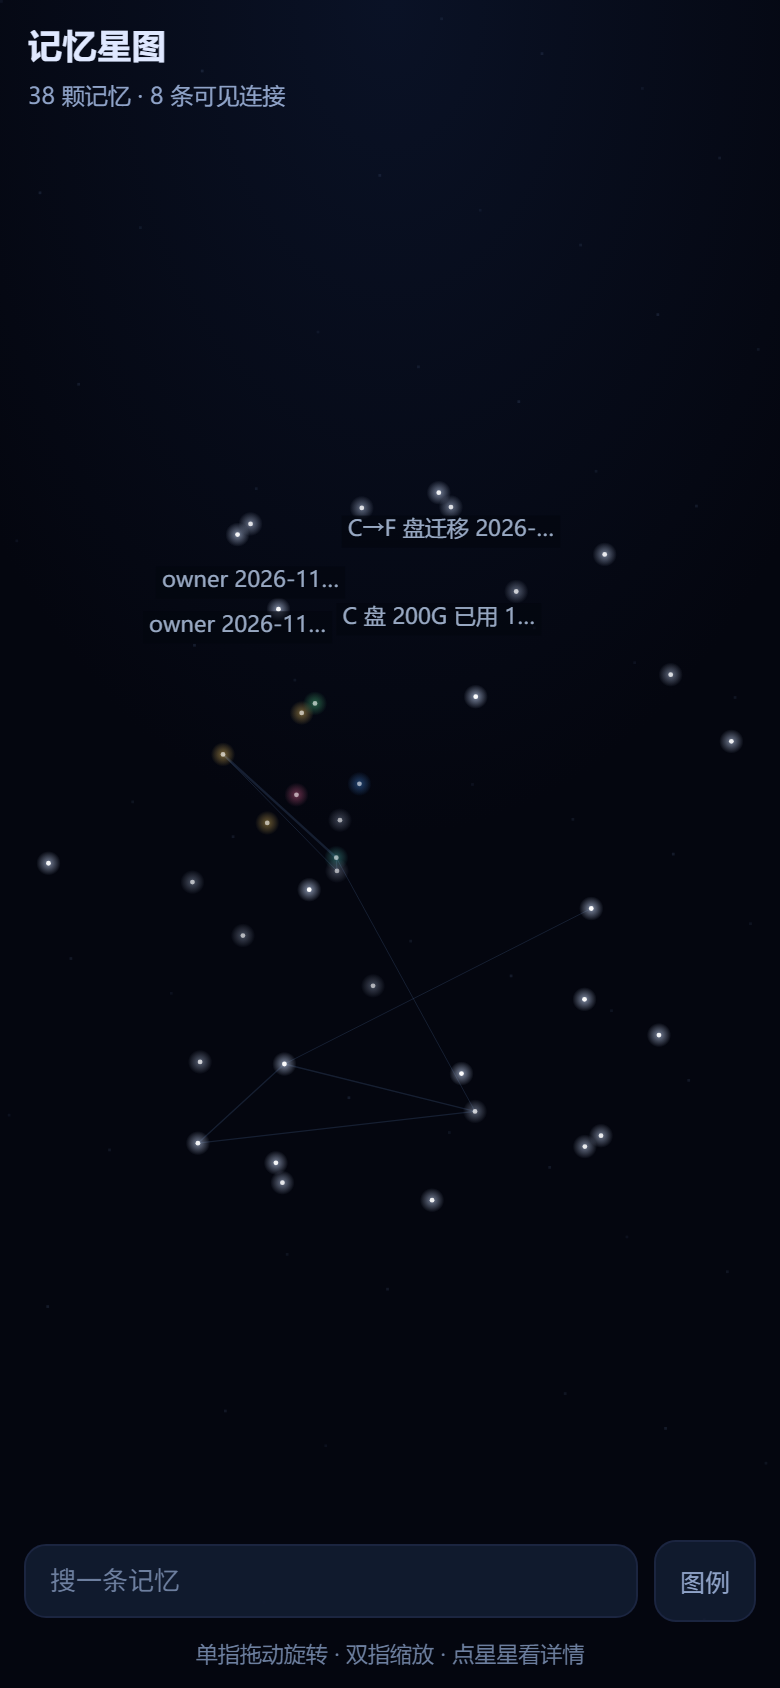 记忆星图
38 颗记忆 · 8 条可见连接
C→F 盘迁移 2026-...
owner 2026-11...
C 盘 200G 已用 1...
owner 2026-11...
搜一条记忆
图例
单指拖动旋转 · 双指缩放 · 点星星看详情